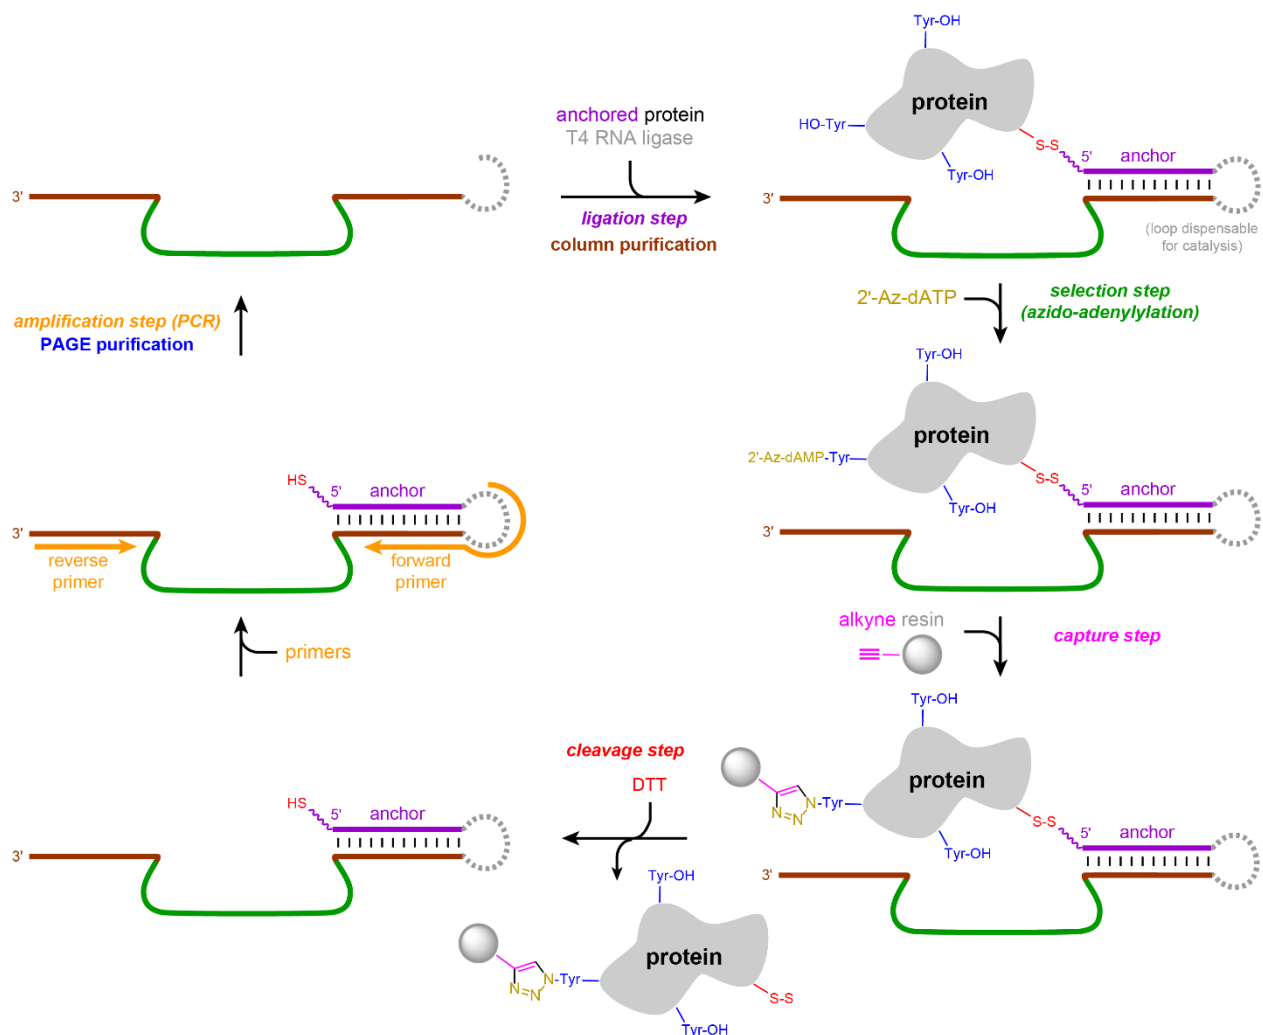 Tyr-OH
protein
HO-Tyr
S-S
Tyr-OH
5'
anchor
3'
(loop dispensable
for catalysis)
3'
anchored protein
T4 RNA ligase
ligation step
column purification
2'-Az-dATP
selection step
(azido-adenylylation)
amplification step (PCR)
PAGE purification
Tyr-OH
protein
2'-Az-dAMP-Tyr
S-S
Tyr-OH
5'
anchor
3'
HS
5'
anchor
3'
reverse
primer
forward
primer
alkyne resin
capture step
primers
Tyr-OH
protein
N-Tyr
N
N
S-S
Tyr-OH
5'
anchor
3'
cleavage step
DTT
HS
5'
anchor
3'
Tyr-OH
protein
N-Tyr
N
N
S-S
Tyr-OH